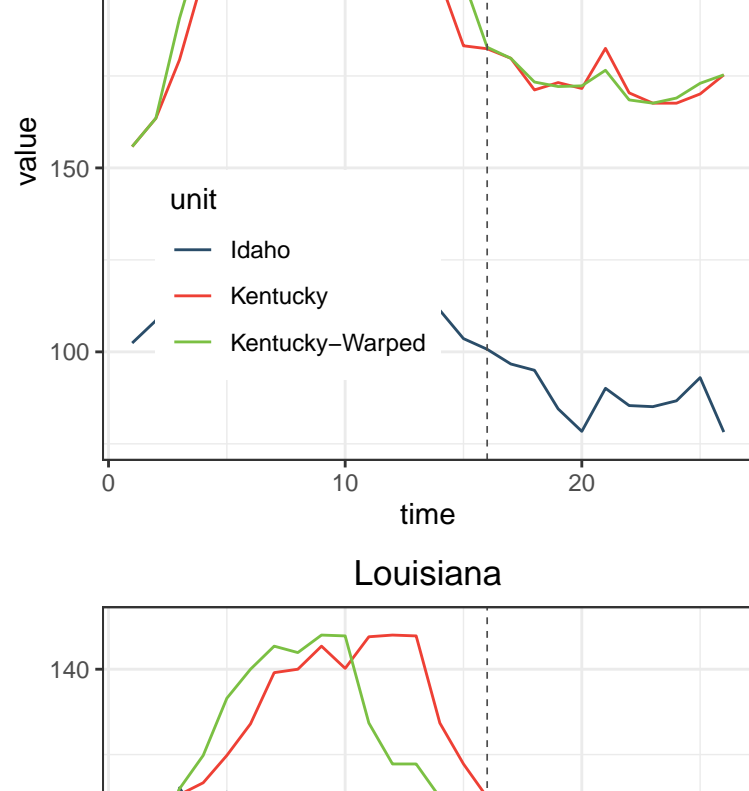 value
150
100
unit
Idaho
Kentucky
Kentucky−Warped
0 10 20
time
Louisiana
140